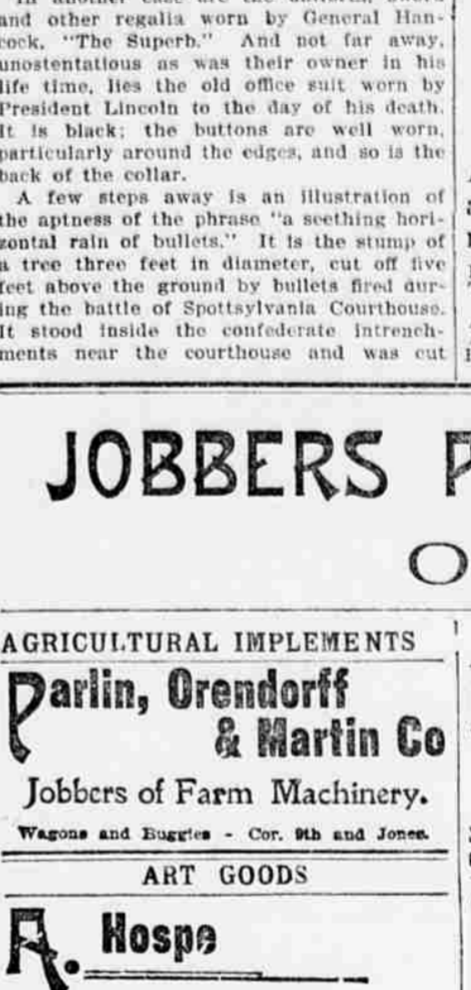 and other regalia worn by General Han-
cock, "The Superb." And not far away,
unostentatious as was their owner in his
life time, lies the old office suit worn by
President Lincoln to the day of his death.
It is black; the buttons are well worn,
particularly around the edges, and so is the
back of the collar.
A few steps away is an illustration of
the aptness of the phrase "a seething hori-
zontal rain of bullets." It is the stump of
a tree three feet in diameter, cut off five
feet above the ground by bullets fired dur-
ing the battle of Spottsylvania Courthouse.
It stood inside the confederate intrench-
ments near the courthouse and was cut
JOBBERS P
O
AGRICULTURAL IMPLEMENTS
Parlin, Orendorff
& Martin Co
Jobbers of Farm Machinery.
Wagons and Buggies - Cor. 9th and Jones.
ART GOODS
A. Hospe